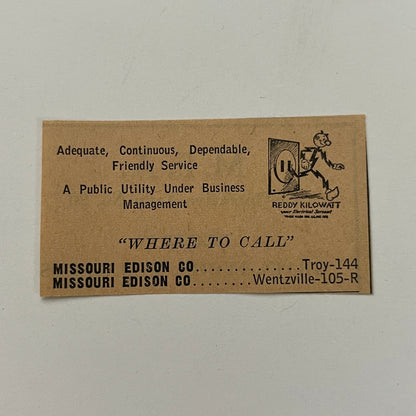 Adequate, Continuous, Dependable,
Friendly Service
A Public Utility Under Business
Management
REDDY KILOWATT
Your Electrical Servant
"WHERE TO CALL"
MISSOURI EDISON CO..............Troy-144
MISSOURI EDISON CO........Wentzville-105-R